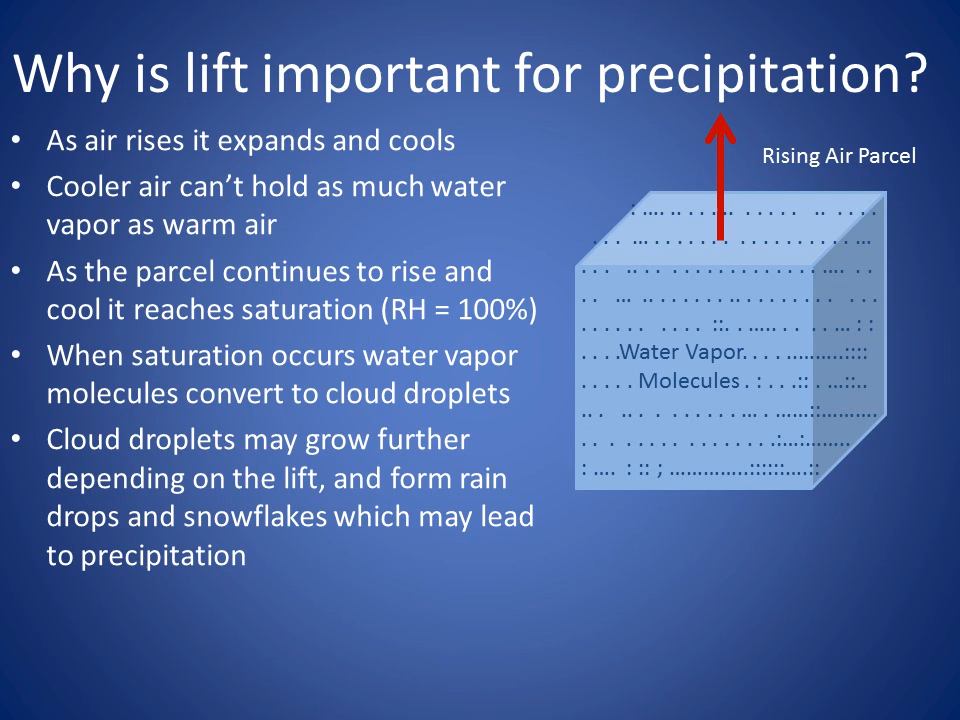 Why is lift important for precipitation?
• As air rises it expands and cools
• Cooler air can’t hold as much water
vapor as warm air
• As the parcel continues to rise and
cool it reaches saturation (RH = 100%)
• When saturation occurs water vapor
molecules convert to cloud droplets
• Cloud droplets may grow further
depending on the lift, and form rain
drops and snowflakes which may lead
to precipitation
Rising Air Parcel
Water Vapor
Molecules